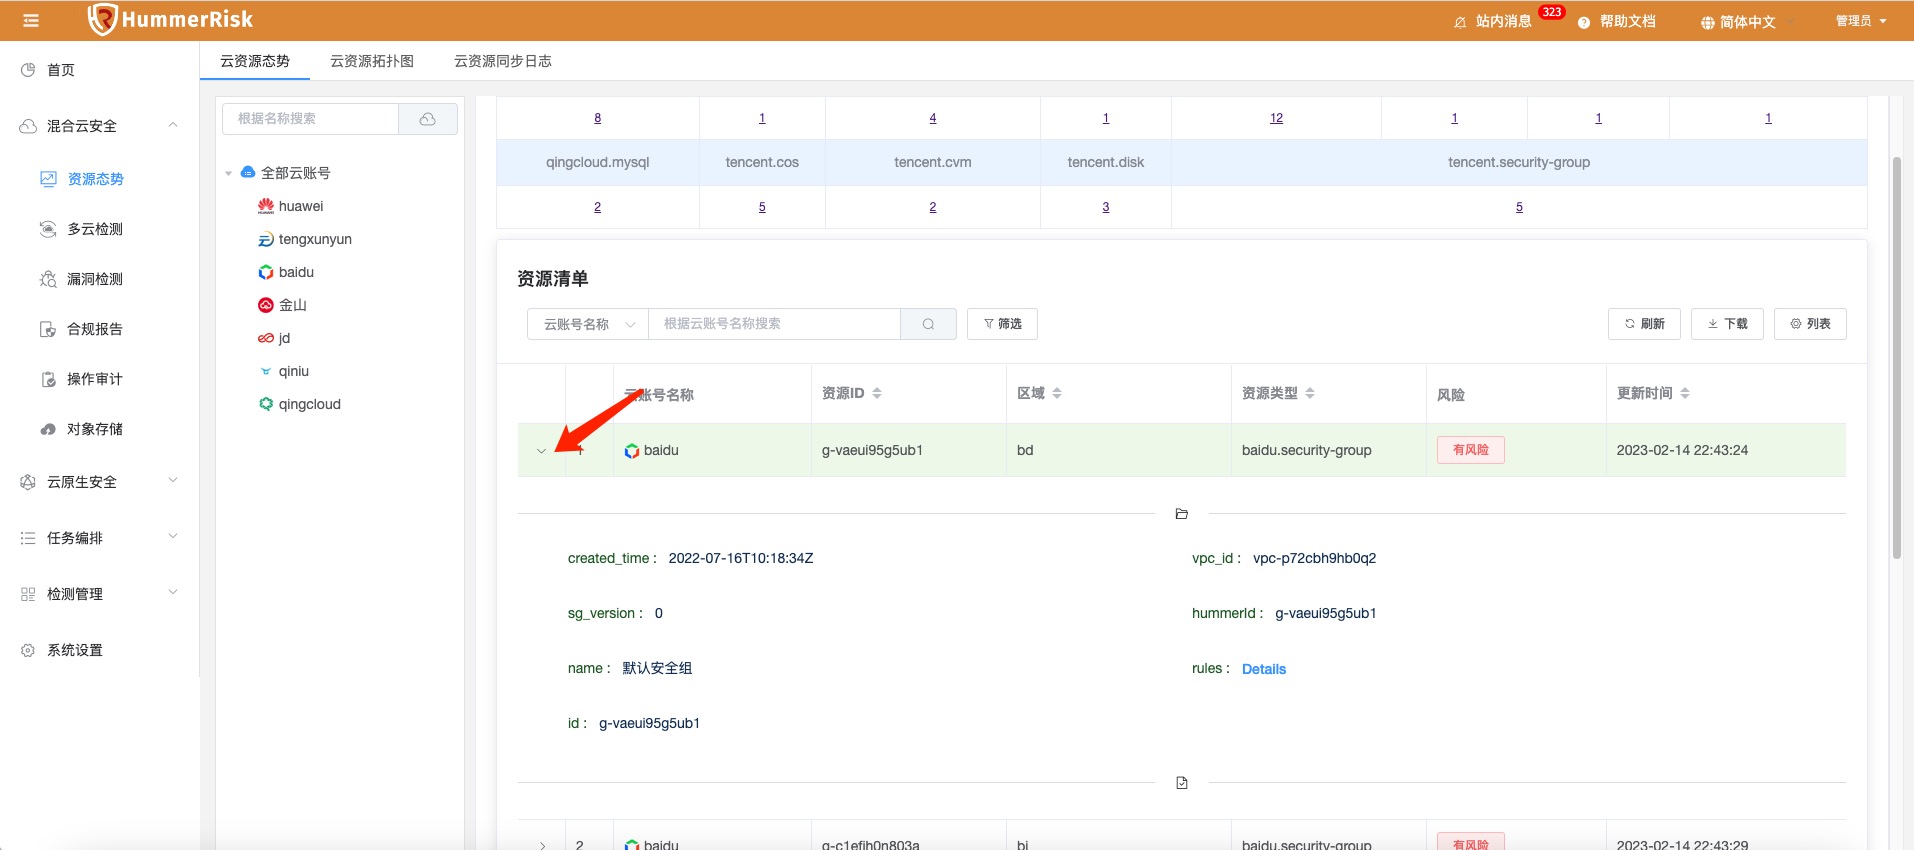 HummerRisk
站内消息 323 帮助文档 简体中文 管理员
首页
混合云安全
资源态势
多云检测
漏洞检测
合规报告
操作审计
对象存储
云原生安全
任务编排
检测管理
系统设置
云资源态势 云资源拓扑图 云资源同步日志
根据名称搜索
全部云账号
huawei
tengxunyun
baidu
金山
jd
qiniu
qingcloud
8 1 4 1 12 1 1 1
qingcloud.mysql tencent.cos tencent.cvm tencent.disk tencent.security-group
2 5 2 3 5
资源清单
云账号名称 根据云账号名称搜索 筛选 刷新 下载 列表
云账号名称 资源ID 区域 资源类型 风险 更新时间
1 baidu g-vaeui95g5ub1 bd baidu.security-group 有风险 2023-02-14 22:43:24
created_time : 2022-07-16T10:18:34Z vpc_id : vpc-p72cbh9hb0q2
sg_version : 0 hummerId : g-vaeui95g5ub1
name : 默认安全组 rules : Details
id : g-vaeui95g5ub1
2 baidu g-c1efjh0n803a bj baidu.security-group 有风险 2023-02-14 22:43:29